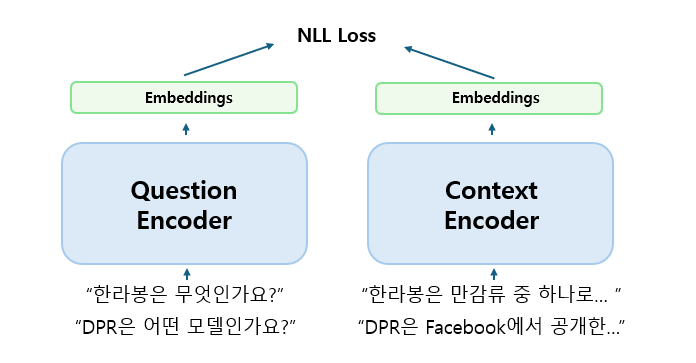 NLL Loss
Embeddings
Embeddings
Question
Encoder
Context
Encoder
“한라봉은 무엇인가요?”
“DPR은 어떤 모델인가요?”
“한라봉은 만감류 중 하나로... ”
“DPR은 Facebook에서 공개한...”